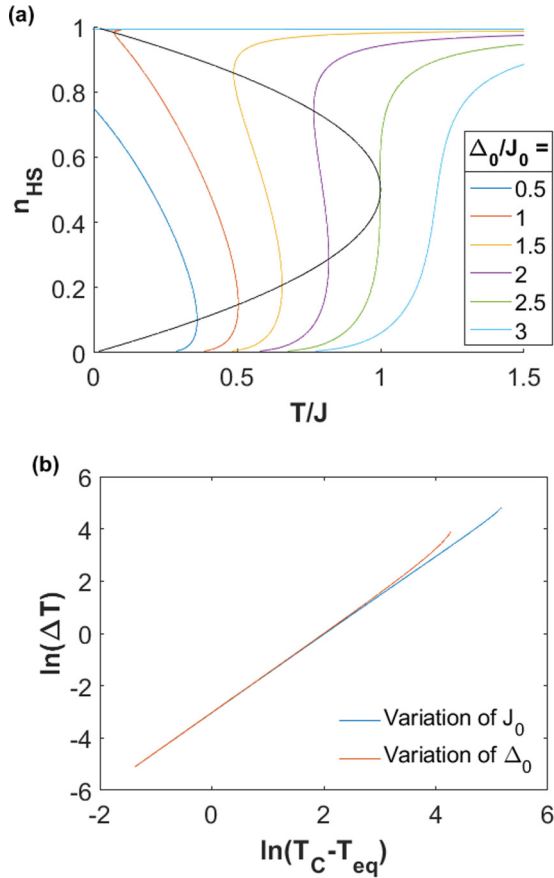 (a)
1
0.8
0.6
0.4
0.2
0
n_HS
0 0.5 1 1.5
T/J
Δ₀/J₀ =
0.5
1
1.5
2
2.5
3
(b)
6
4
2
0
-2
-4
-6
ln(ΔT)
-2 0 2 4 6
ln(T_C-T_eq)
Variation of J₀
Variation of Δ₀